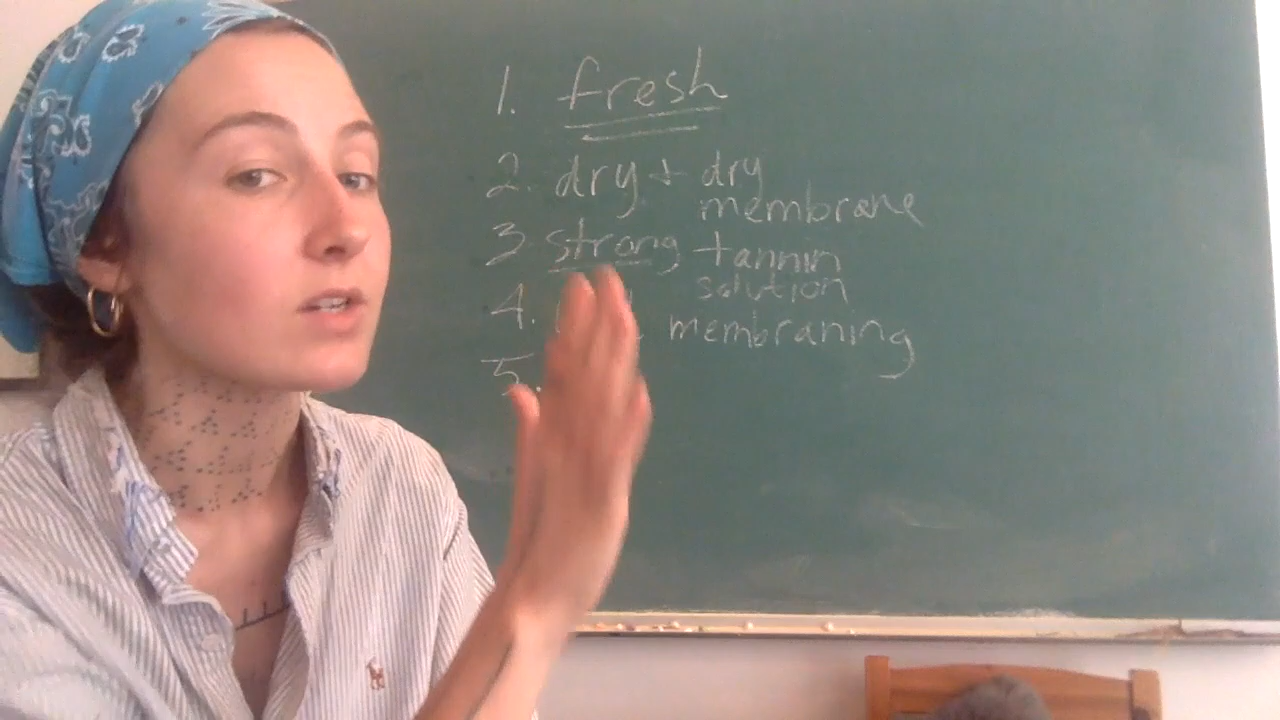 1. fresh
2. dry + dry
membrane
3 strong tannin
solution
4. membraning
5.